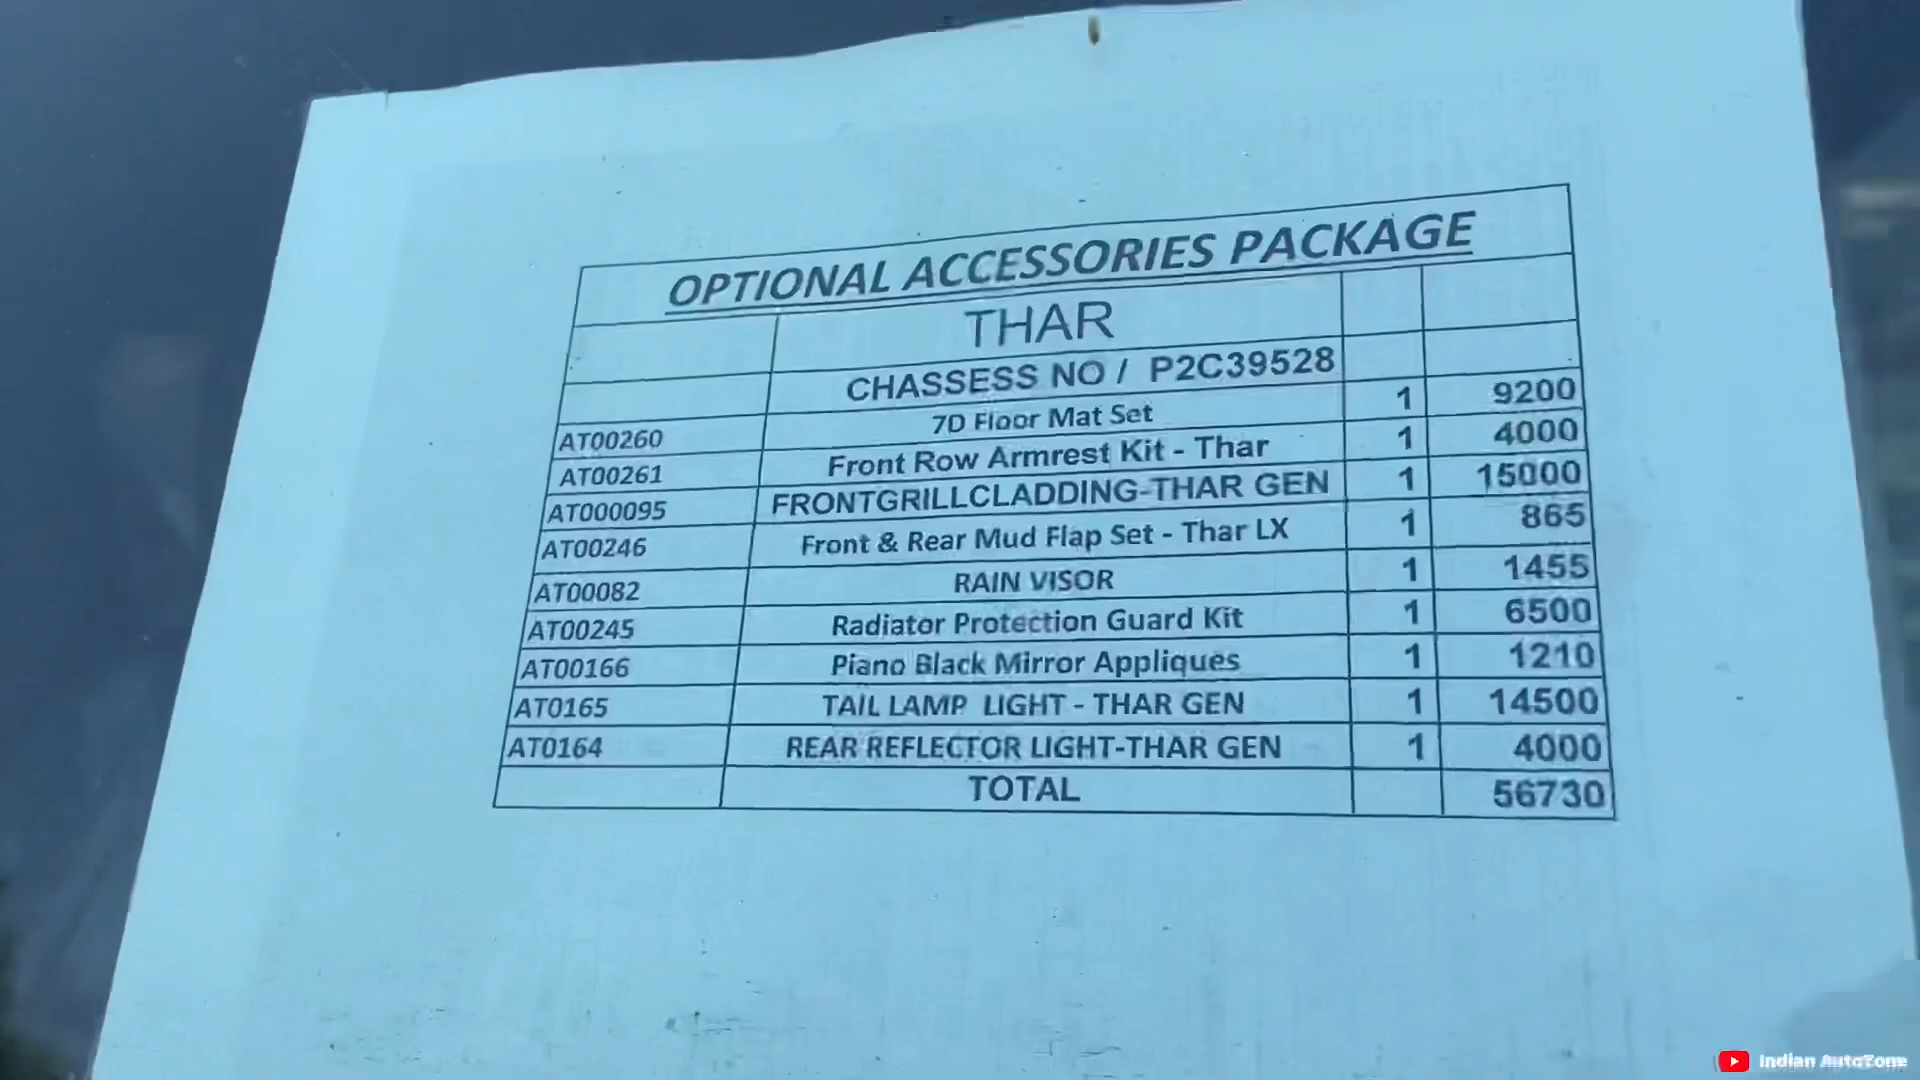 OPTIONAL ACCESSORIES PACKAGE
THAR
CHASSESS NO / P2C39528
AT00260 7D Floor Mat Set 1 9200
AT00261 Front Row Armrest Kit - Thar 1 4000
AT000095 FRONTGRILLCLADDING-THAR GEN 1 15000
AT00246 Front & Rear Mud Flap Set - Thar LX 1 865
AT00082 RAIN VISOR 1 1455
AT00245 Radiator Protection Guard Kit 1 6500
AT00166 Piano Black Mirror Appliques 1 1210
AT0165 TAIL LAMP LIGHT - THAR GEN 1 14500
AT0164 REAR REFLECTOR LIGHT-THAR GEN 1 4000
TOTAL 56730
Indian AutoZone